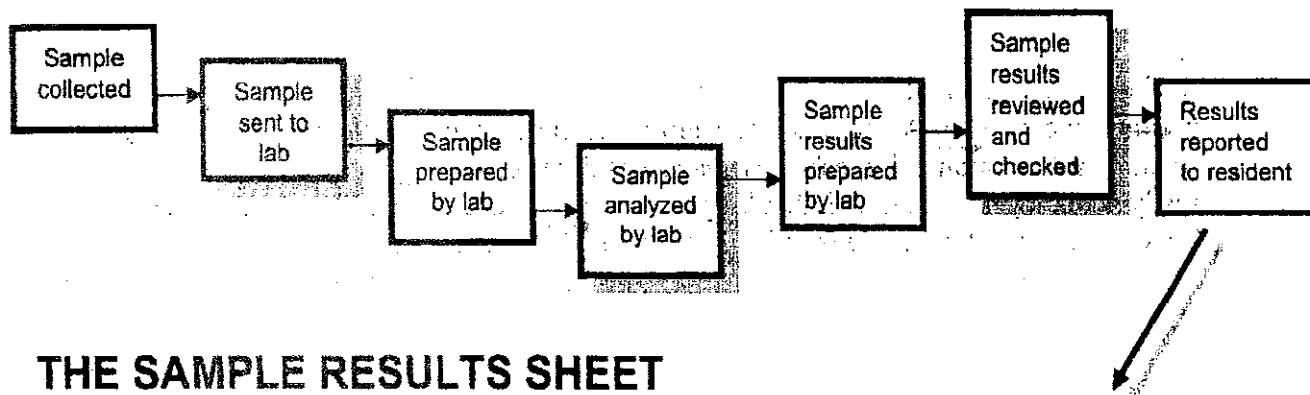 Sample
collected
Sample
sent to
lab
Sample
prepared
by lab
Sample
analyzed
by lab
Sample
results
prepared
by lab
Sample
results
reviewed
and
checked
Results
reported
to resident
THE SAMPLE RESULTS SHEET